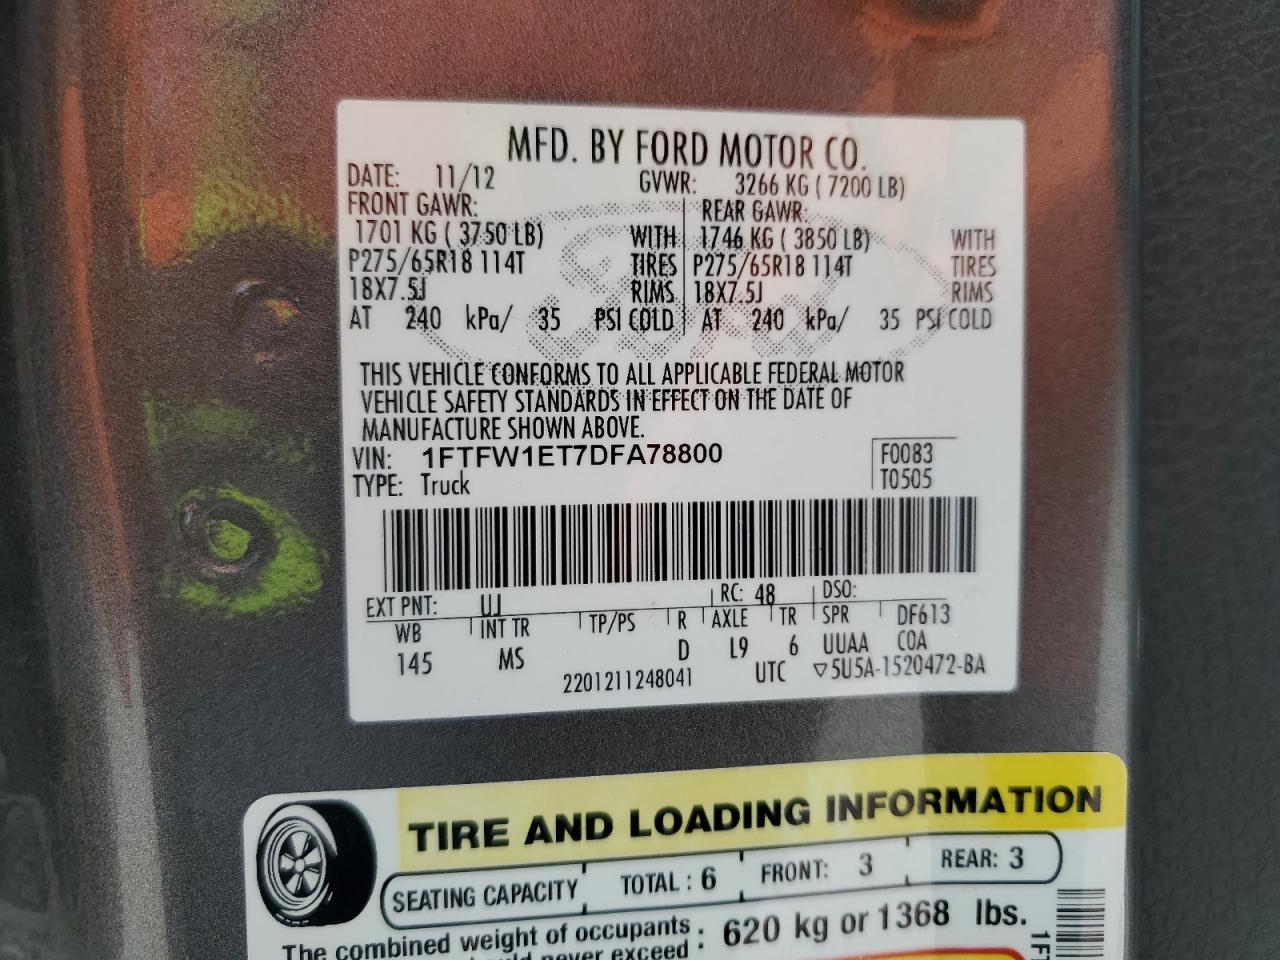 MFD. BY FORD MOTOR CO.
DATE: 11/12 GVWR: 3266 KG ( 7200 LB)
FRONT GAWR: REAR GAWR:
1701 KG ( 3750 LB) WITH 1746 KG ( 3850 LB) WITH
P275/65R18 114T TIRES P275/65R18 114T TIRES
18X7.5J RIMS 18X7.5J RIMS
AT 240 kPa/ 35 PSI COLD AT 240 kPa/ 35 PSI COLD
THIS VEHICLE CONFORMS TO ALL APPLICABLE FEDERAL MOTOR
VEHICLE SAFETY STANDARDS IN EFFECT ON THE DATE OF
MANUFACTURE SHOWN ABOVE.
VIN: 1FTFW1ET7DFA78800 F0083
TYPE: Truck T0505
EXT PNT: UJ RC: 48 DSO:
WB INT TR TP/PS R AXLE TR SPR DF613
145 MS D L9 6 UUAA COA
2201211248041 UTC ▽5U5A-1520472-BA
TIRE AND LOADING INFORMATION
SEATING CAPACITY TOTAL : 6 FRONT: 3 REAR: 3
The combined weight of occupants : 620 kg or 1368 lbs.
never exceed :
1FT